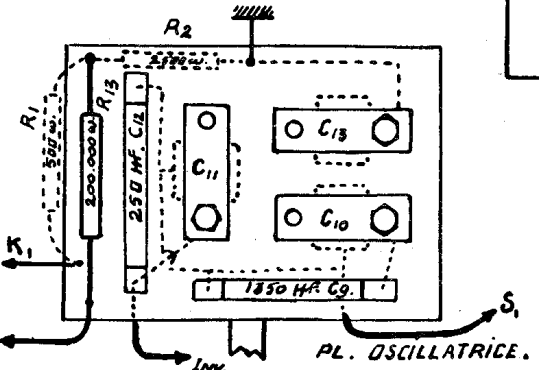 R2
2500 w.
R1
500 w.
R13
200.000 w.
250 HF. C12
C11
C13
C10
1350 HF. C9.
K1
S1
INV
PL. OSCILLATRICE.